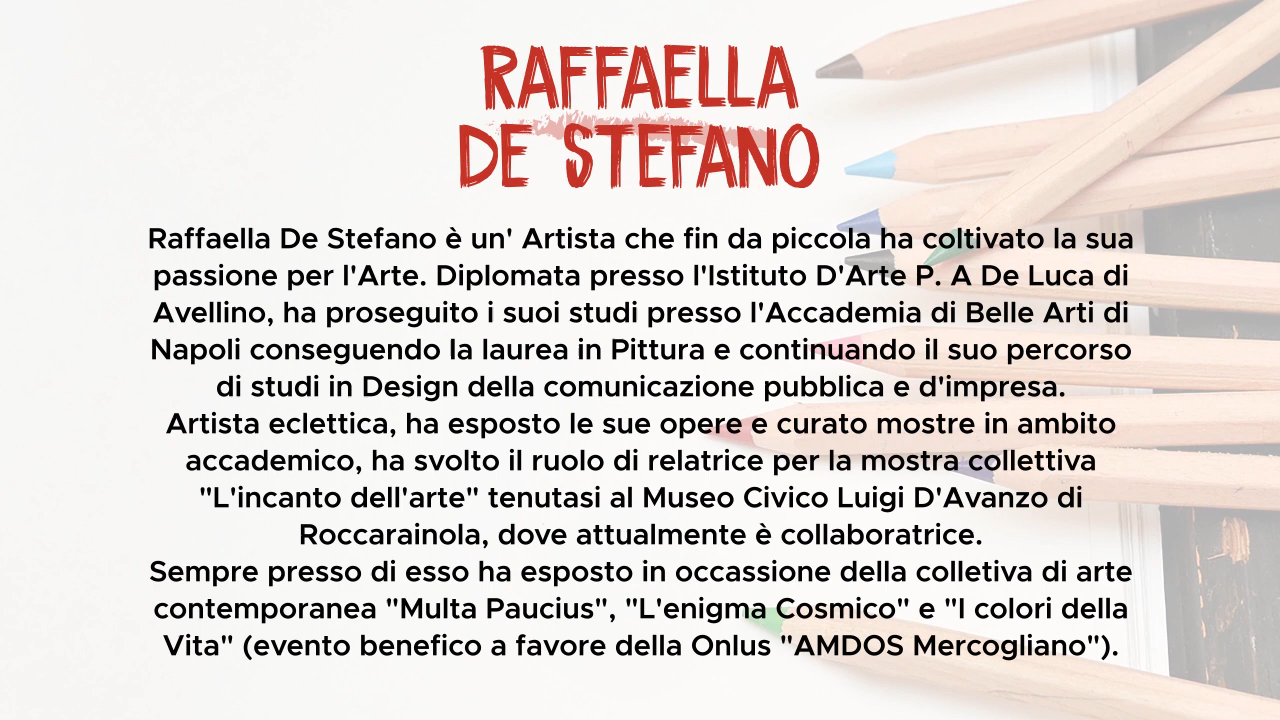 RAFFAELLA
DE STEFANO
Raffaella De Stefano è un' Artista che fin da piccola ha coltivato la sua
passione per l'Arte. Diplomata presso l'Istituto D'Arte P. A De Luca di
Avellino, ha proseguito i suoi studi presso l'Accademia di Belle Arti di
Napoli conseguendo la laurea in Pittura e continuando il suo percorso
di studi in Design della comunicazione pubblica e d'impresa.
Artista eclettica, ha esposto le sue opere e curato mostre in ambito
accademico, ha svolto il ruolo di relatrice per la mostra collettiva
"L'incanto dell'arte" tenutasi al Museo Civico Luigi D'Avanzo di
Roccarainola, dove attualmente è collaboratrice.
Sempre presso di esso ha esposto in occassione della colletiva di arte
contemporanea "Multa Paucius", "L'enigma Cosmico" e "I colori della
Vita" (evento benefico a favore della Onlus "AMDOS Mercogliano").